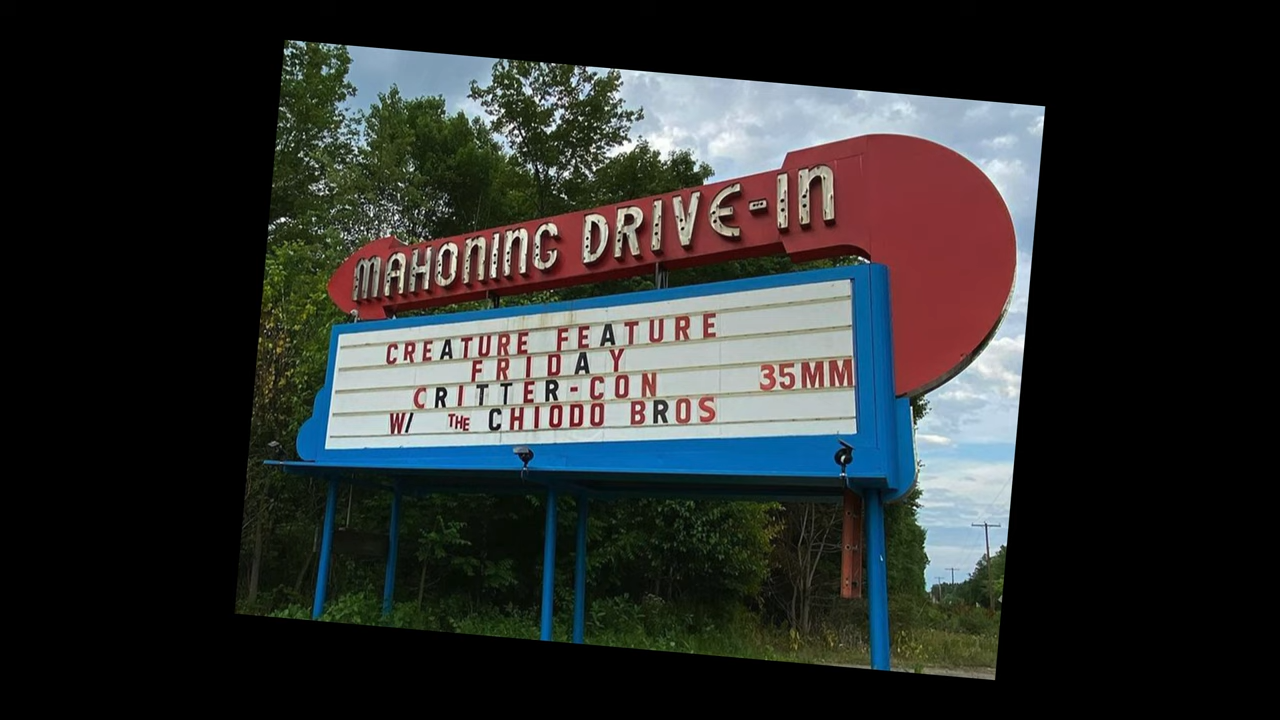 MAHONING DRIVE-IN
CREATURE FEATURE
FRIDAY
CRITTER-CON 35MM
W/ THE CHIODO BROS